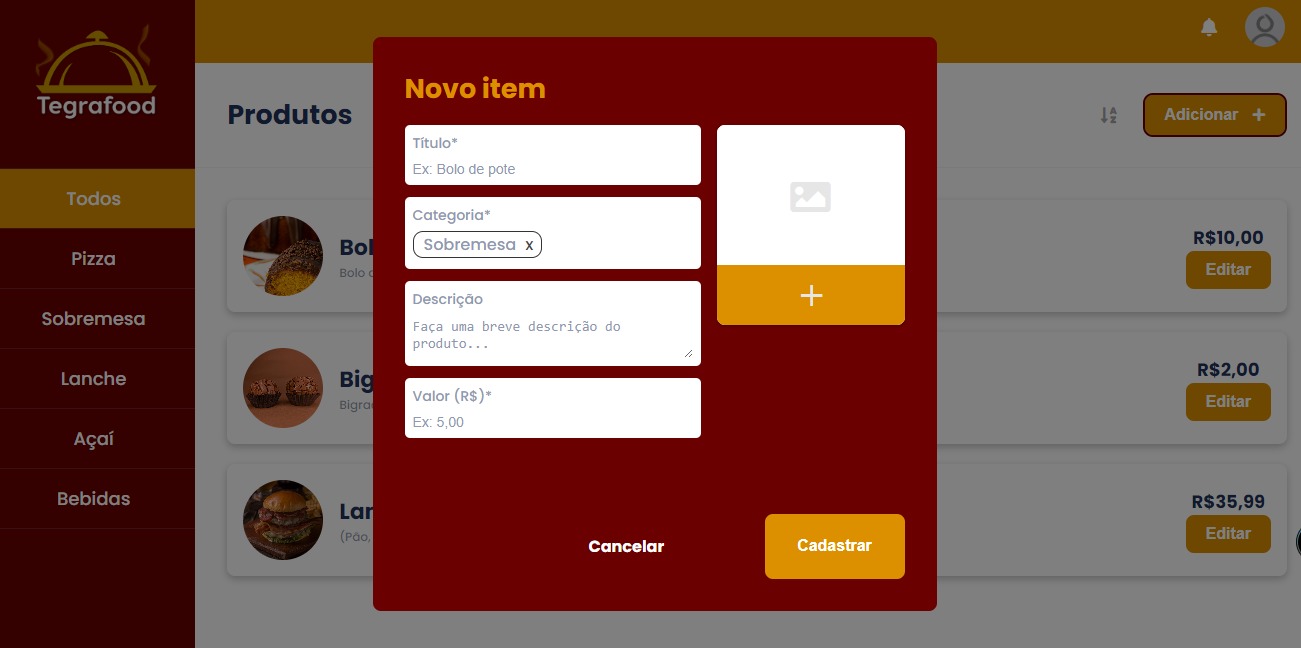 Tegrafood
Todos
Pizza
Sobremesa
Lanche
Açaí
Bebidas
Produtos
Adicionar +
Novo item
Título*
Ex: Bolo de pote
Categoria*
Sobremesa x
Descrição
Faça uma breve descrição do
produto...
Valor (R$)*
Ex: 5,00
Cancelar
Cadastrar
Bol
Bolo
R$10,00
Editar
Big
Bigrad
R$2,00
Editar
Lan
(Pão,
R$35,99
Editar